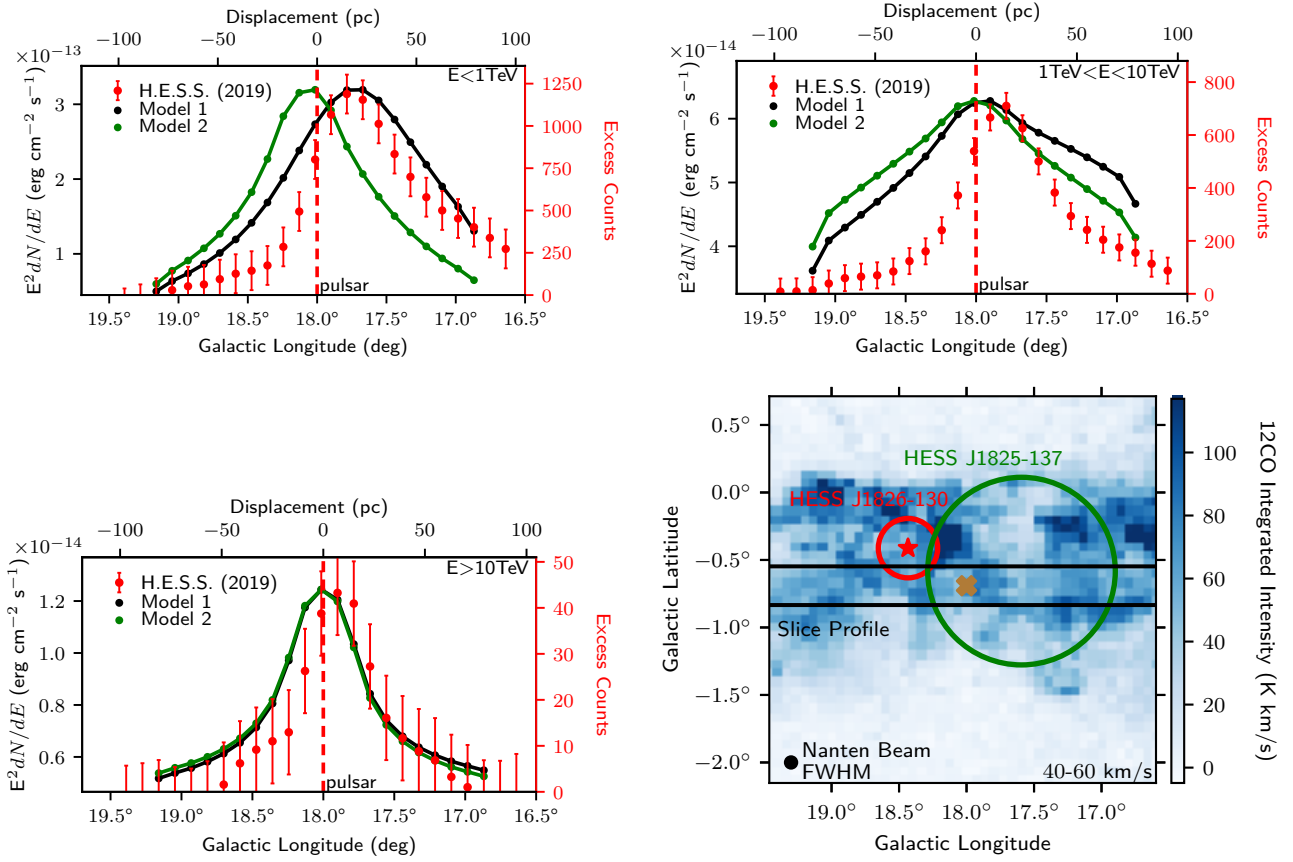 Displacement (pc)
−100 −50 0 50 100
×10−13
E<1TeV
H.E.S.S. (2019)
Model 1
Model 2
pulsar
E2dN/dE (erg cm−2 s−1)
3
2
1
1250
1000
750
500
250
0
Excess Counts
19.5° 19.0° 18.5° 18.0° 17.5° 17.0° 16.5°
Galactic Longitude (deg)
Displacement (pc)
−80 −40 0 40 80
×10−14
1TeV<E<10TeV
H.E.S.S. (2019)
Model 1
Model 2
pulsar
E2dN/dE (erg cm−2 s−1)
6
5
4
800
600
400
200
0
Excess Counts
19.5° 19.0° 18.5° 18.0° 17.5° 17.0° 16.5°
Galactic Longitude (deg)
Displacement (pc)
−100 −50 0 50 100
×10−14
E>10TeV
H.E.S.S. (2019)
Model 1
Model 2
pulsar
E2dN/dE (erg cm−2 s−1)
1.2
1.0
0.8
0.6
50
40
30
20
10
0
Excess Counts
19.5° 19.0° 18.5° 18.0° 17.5° 17.0° 16.5°
Galactic Longitude (deg)
HESS J1825-137
HESS J1826-130
Slice Profile
Nanten Beam
FWHM
40-60 km/s
Galactic Latitude
0.5°
0.0°
−0.5°
−1.0°
−1.5°
−2.0°
19.0° 18.5° 18.0° 17.5° 17.0°
Galactic Longitude
100
80
60
40
20
0
12CO Integrated Intensity (K km/s)